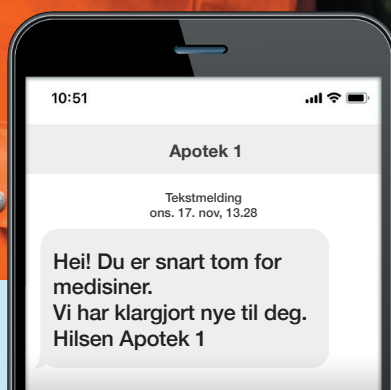 10:51
Apotek 1
Tekstmelding
ons. 17. nov, 13.28
Hei! Du er snart tom for
medisiner.
Vi har klargjort nye til deg.
Hilsen Apotek 1